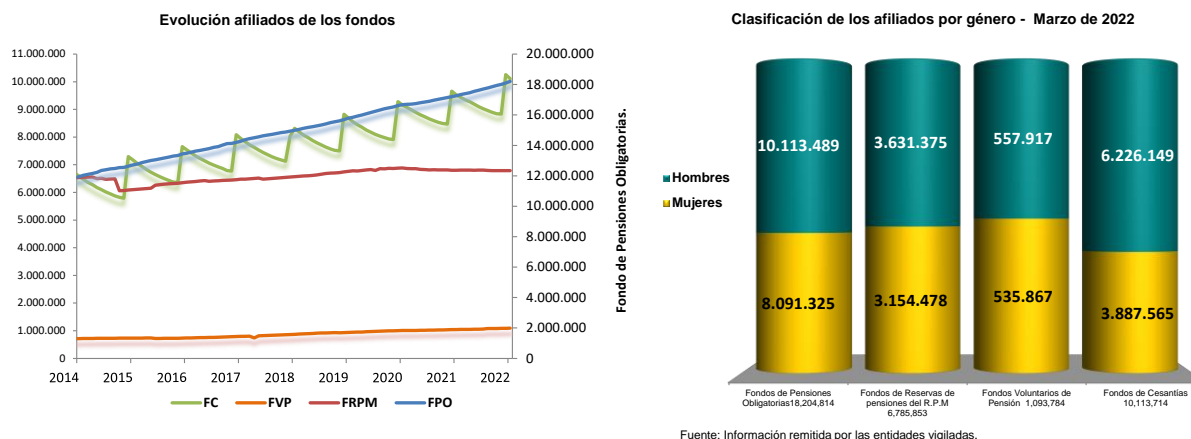 Evolución afiliados de los fondos
11.000.000
10.000.000
9.000.000
8.000.000
7.000.000
6.000.000
5.000.000
4.000.000
3.000.000
2.000.000
1.000.000
0
20.000.000
18.000.000
16.000.000
14.000.000
12.000.000
10.000.000
8.000.000
6.000.000
4.000.000
2.000.000
0
Fondo de Pensiones Obligatorias.
2014 2015 2016 2017 2018 2019 2020 2021 2022
FC FVP FRPM FPO
Clasificación de los afiliados por género - Marzo de 2022
Hombres
Mujeres
10.113.489 3.631.375 557.917 6.226.149
8.091.325 3.154.478 535.867 3.887.565
Fondos de Pensiones
Obligatorias18,204,814
Fondos de Reservas de
pensiones del R.P.M
6,785,853
Fondos Voluntarios de
Pensión 1,093,784
Fondos de Cesantías
10,113,714
Fuente: Información remitida por las entidades vigiladas.